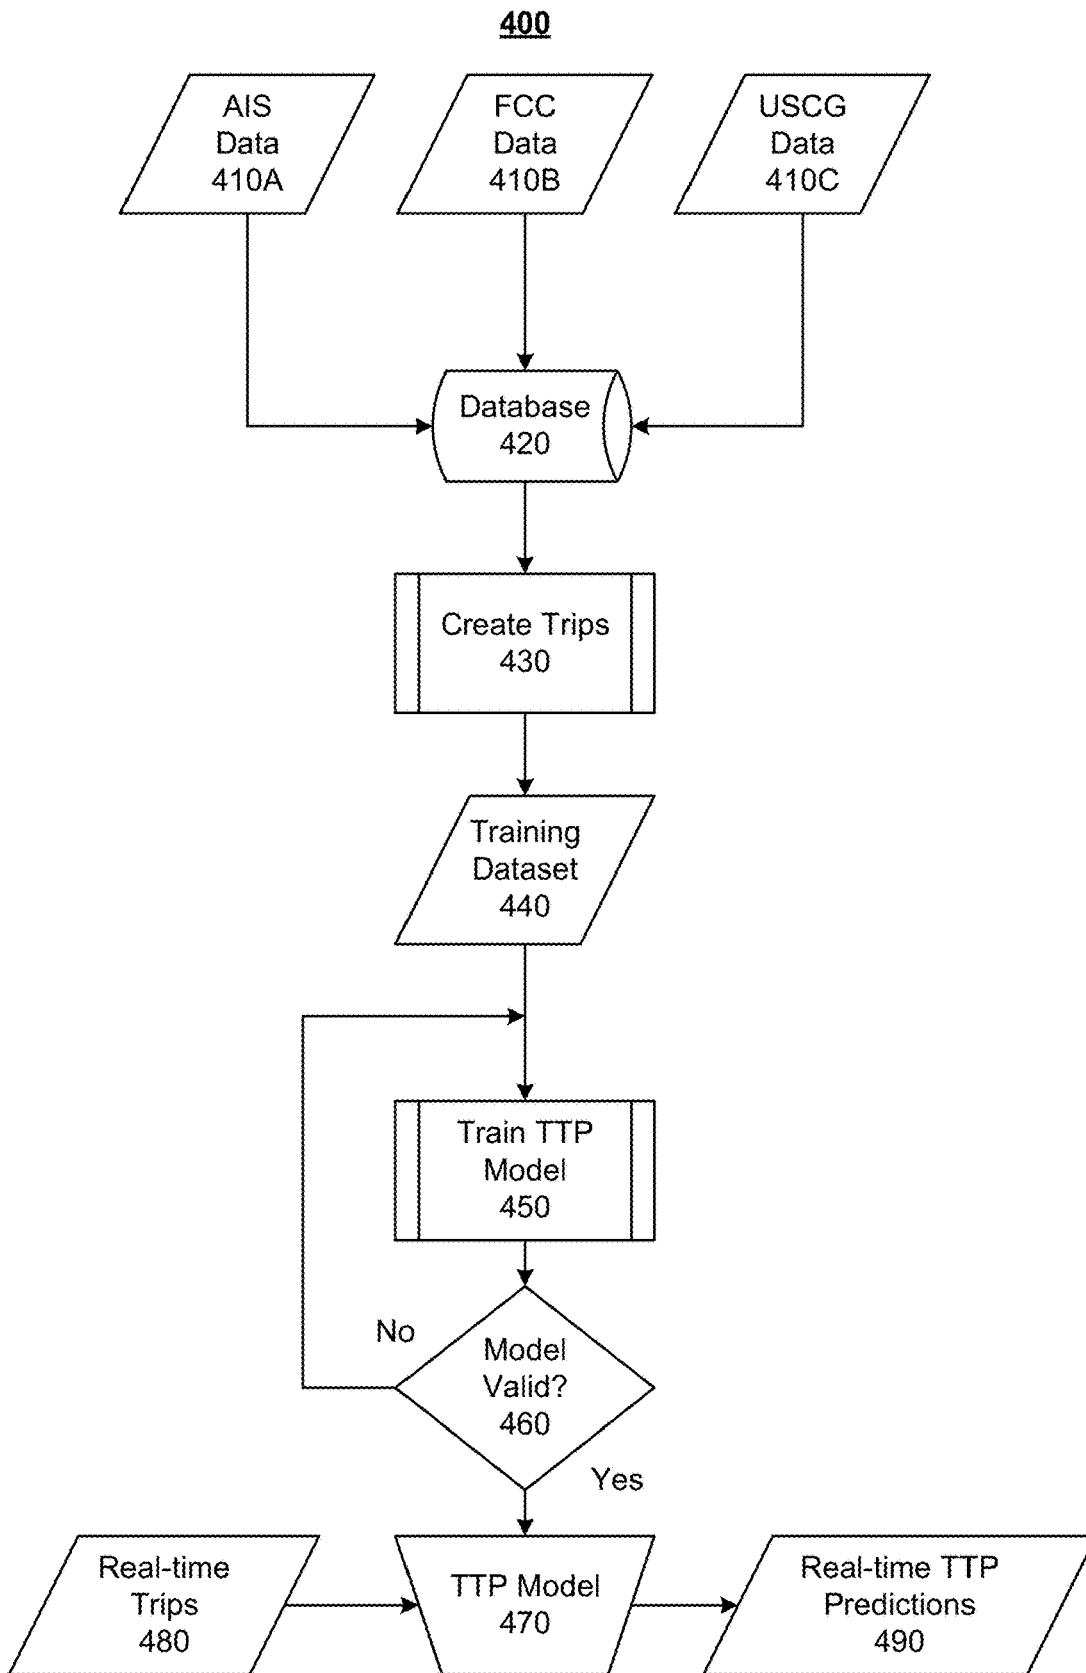 400
AIS
Data
410A
FCC
Data
410B
USCG
Data
410C
Database
420
Create Trips
430
Training
Dataset
440
Train TTP
Model
450
No
Model
Valid?
460
Yes
Real-time
Trips
480
TTP Model
470
Real-time TTP
Predictions
490